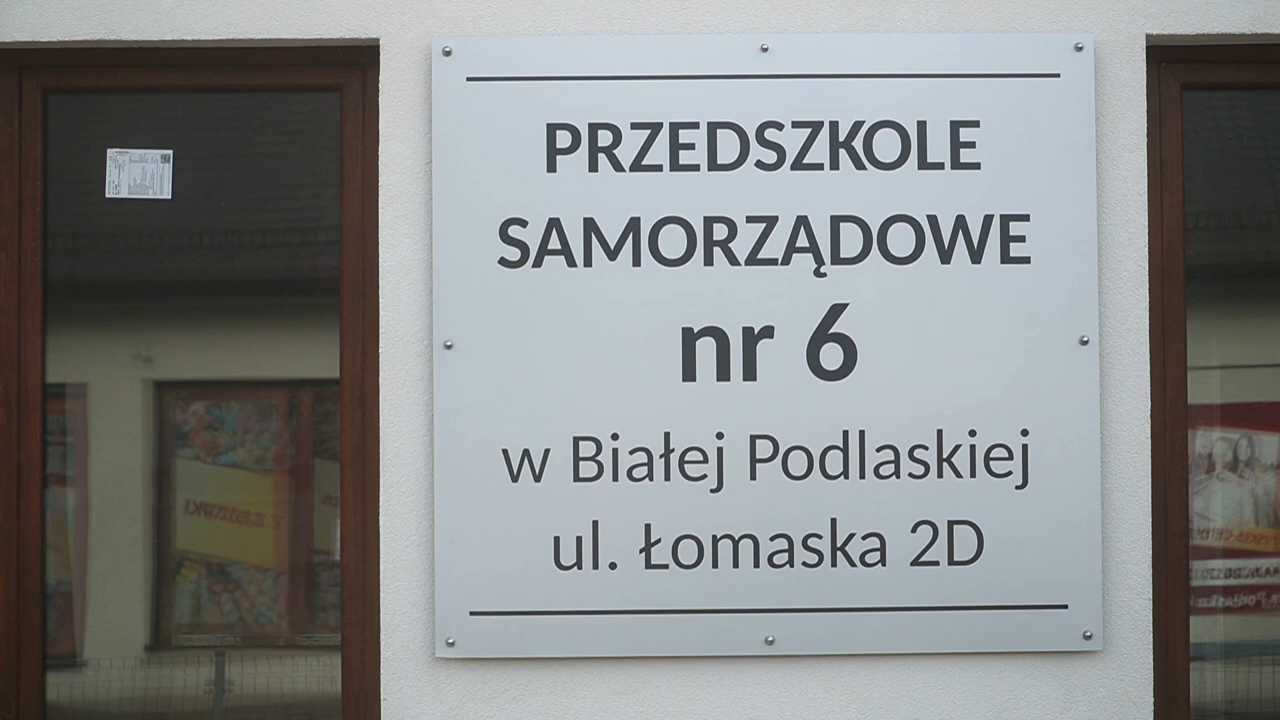 PRZEDSZKOLE
SAMORZĄDOWE
nr 6
w Białej Podlaskiej
ul. Łomaska 2D